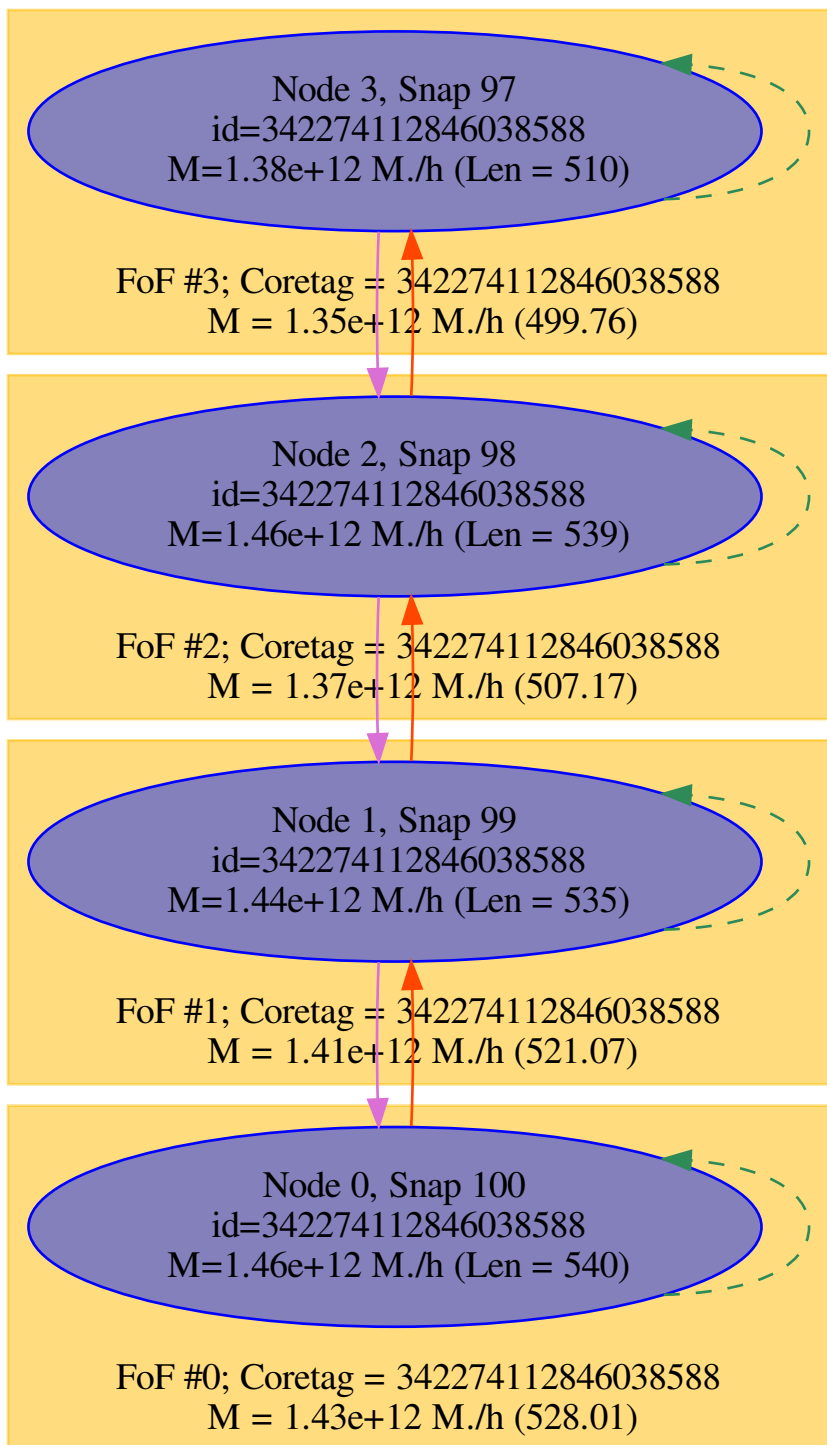 Node 3, Snap 97
id=342274112846038588
M=1.38e+12 M./h (Len = 510)
FoF #3; Coretag = 342274112846038588
M = 1.35e+12 M./h (499.76)
Node 2, Snap 98
id=342274112846038588
M=1.46e+12 M./h (Len = 539)
FoF #2; Coretag = 342274112846038588
M = 1.37e+12 M./h (507.17)
Node 1, Snap 99
id=342274112846038588
M=1.44e+12 M./h (Len = 535)
FoF #1; Coretag = 342274112846038588
M = 1.41e+12 M./h (521.07)
Node 0, Snap 100
id=342274112846038588
M=1.46e+12 M./h (Len = 540)
FoF #0; Coretag = 342274112846038588
M = 1.43e+12 M./h (528.01)